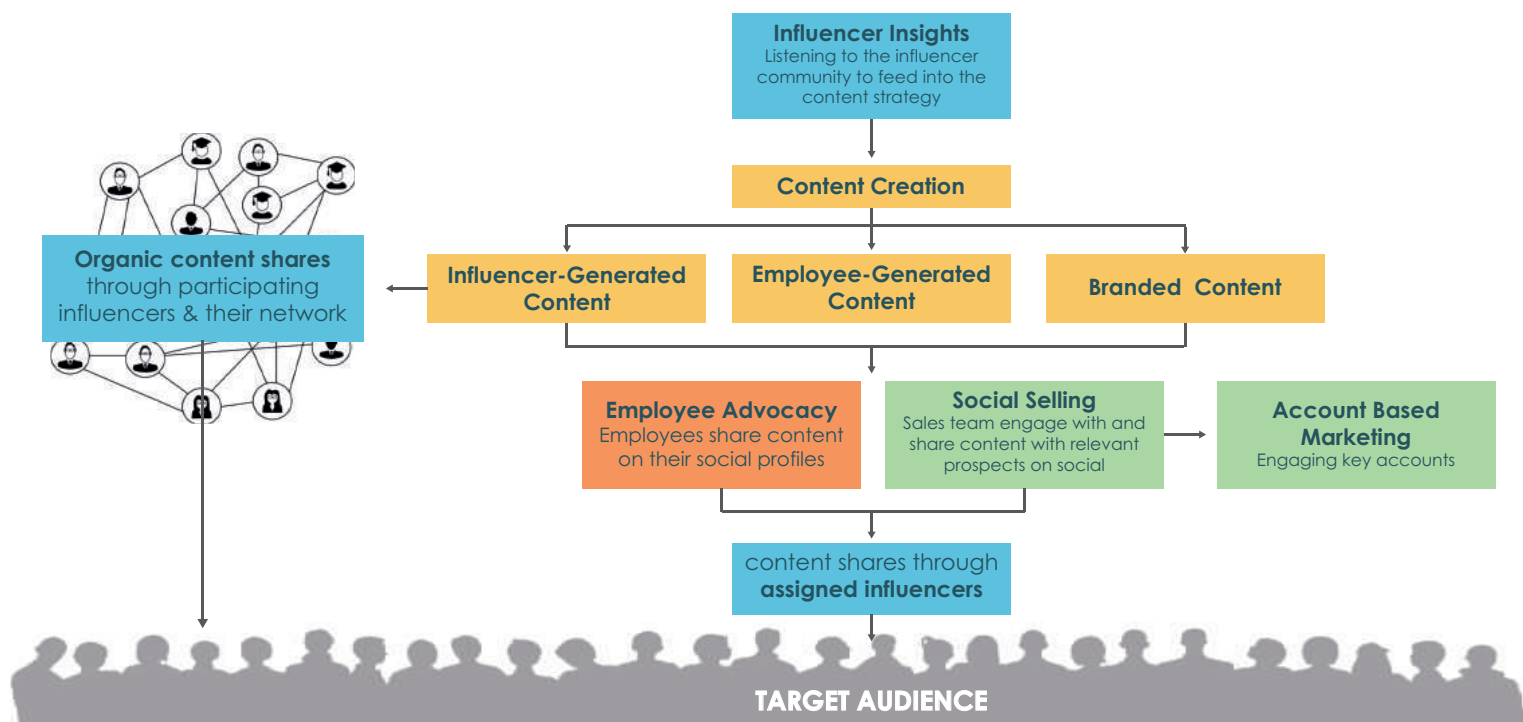 Influencer Insights
Listening to the influencer
community to feed into the
content strategy
Content Creation
Organic content shares
through participating
influencers & their network
Influencer-Generated
Content
Employee-Generated
Content
Branded Content
Employee Advocacy
Employees share content
on their social profiles
Social Selling
Sales team engage with and
share content with relevant
prospects on social
Account Based
Marketing
Engaging key accounts
content shares through
assigned influencers
TARGET AUDIENCE